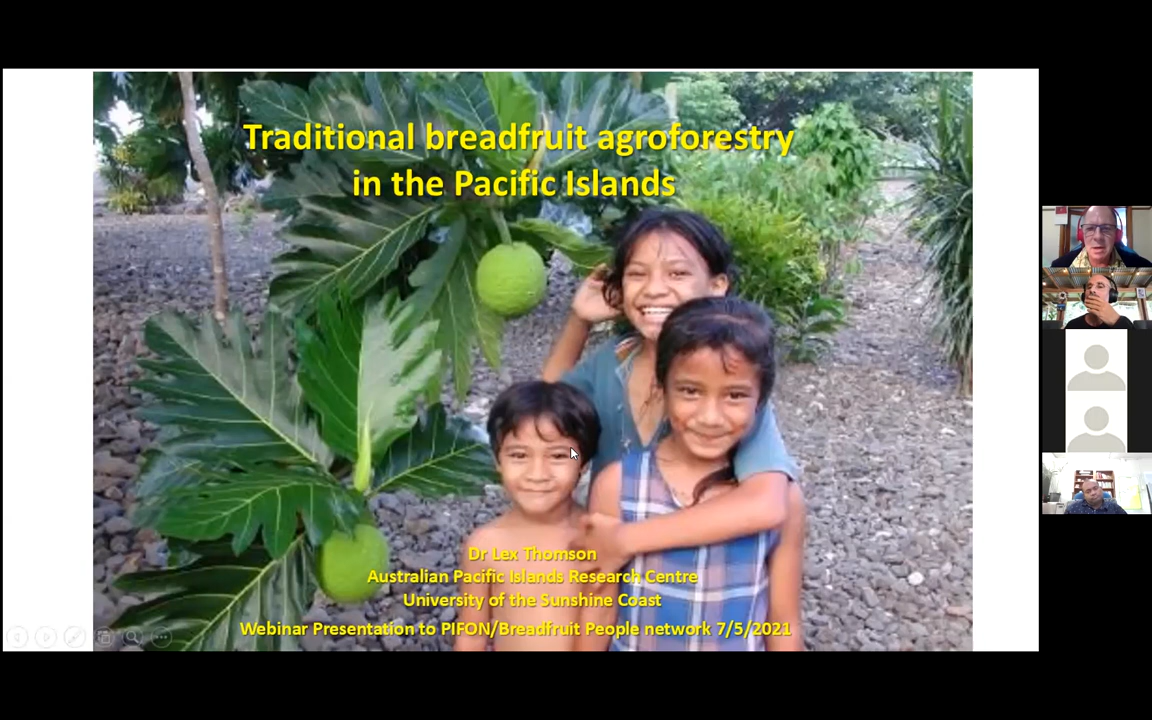 Traditional breadfruit agroforestry
in the Pacific Islands
Dr Lex Thomson
Australian Pacific Islands Research Centre
University of the Sunshine Coast
Webinar Presentation to PIFON/Breadfruit People network 7/5/2021